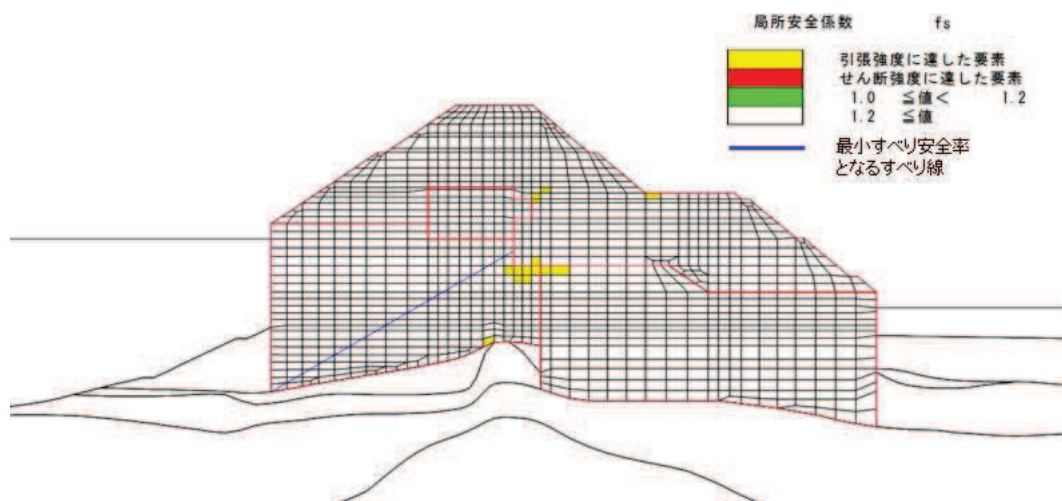 局所安全係数 fs
引張強度に達した要素
せん断強度に達した要素
1.0 ≦値< 1.2
1.2 ≦値
最小すべり安全率
となるすべり線